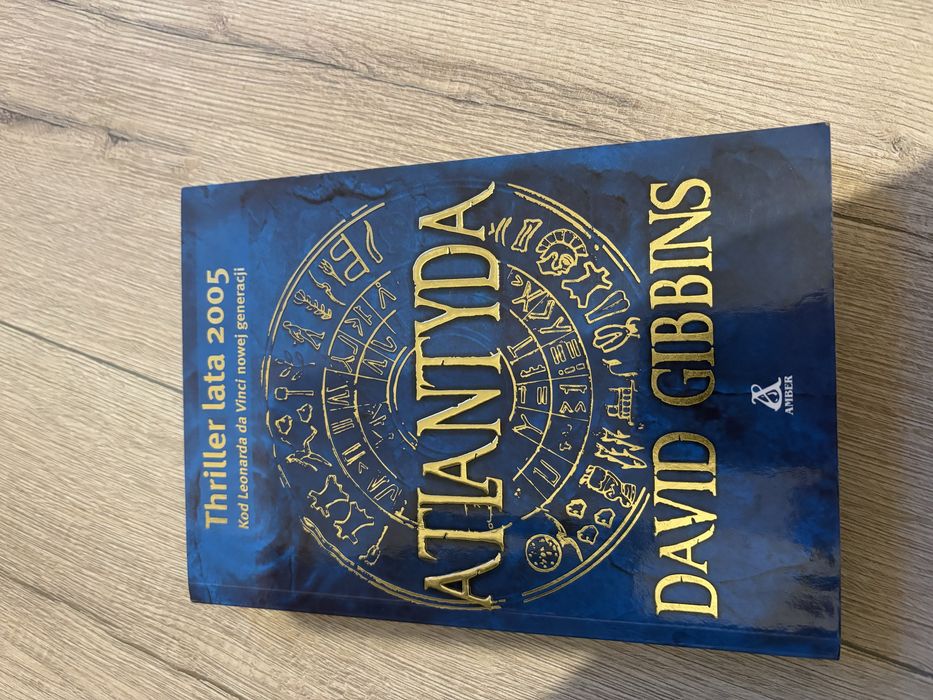 Thriller lata 2005
Kod Leonarda da Vinci nowej generacji
ATLANTYDA
DAVID GIBBINS
AMBER